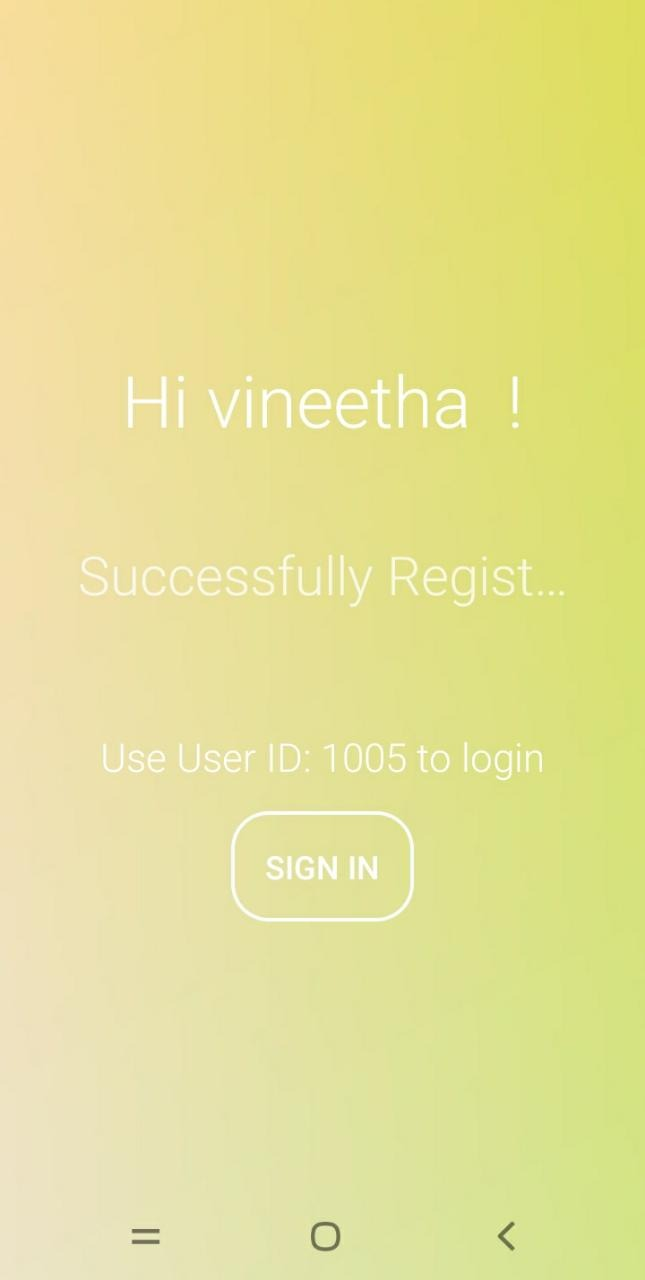 Hi vineetha  !
Successfully Regist...
Use User ID: 1005 to login
SIGN IN